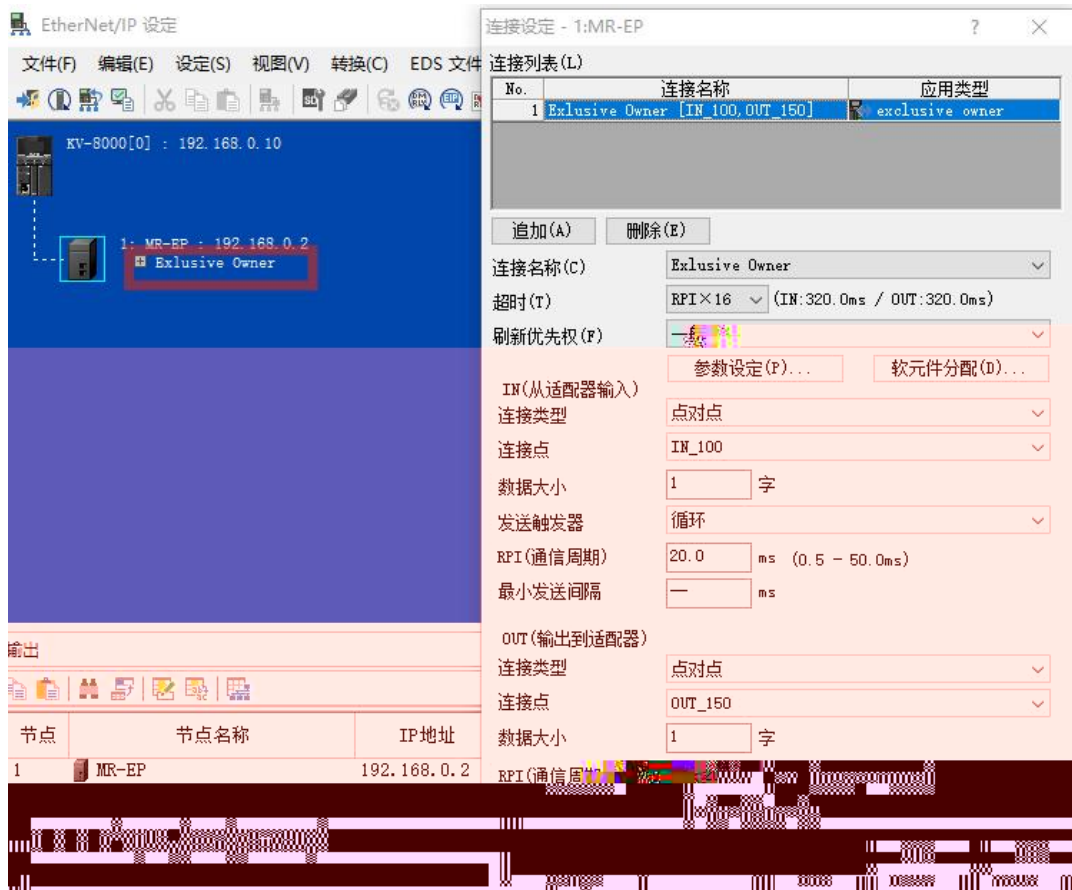 EtherNet/IP 设定
文件(F) 编辑(E) 设定(S) 视图(V) 转换(C) EDS 文件
KV-8000[0] : 192.168.0.10
1: MR-EP : 192.168.0.2
Exlusive Owner
连接设定 - 1:MR-EP
连接列表(L)
No. 连接名称 应用类型
1 Exlusive Owner [IN_100,OUT_150] exclusive owner
追加(A) 删除(E)
连接名称(C) Exlusive Owner
超时(T) RPI×16 (IN:320.0ms / OUT:320.0ms)
刷新优先权(F)
参数设定(P)... 软元件分配(D)...
IN(从适配器输入)
连接类型 点对点
连接点 IN_100
数据大小 1 字
发送触发器 循环
RPI(通信周期) 20.0 ms (0.5 - 50.0ms)
最小发送间隔 — ms
OUT(输出到适配器)
连接类型 点对点
连接点 OUT_150
数据大小 1 字
RPI(通信周
输出
节点 节点名称 IP地址
1 MR-EP 192.168.0.2